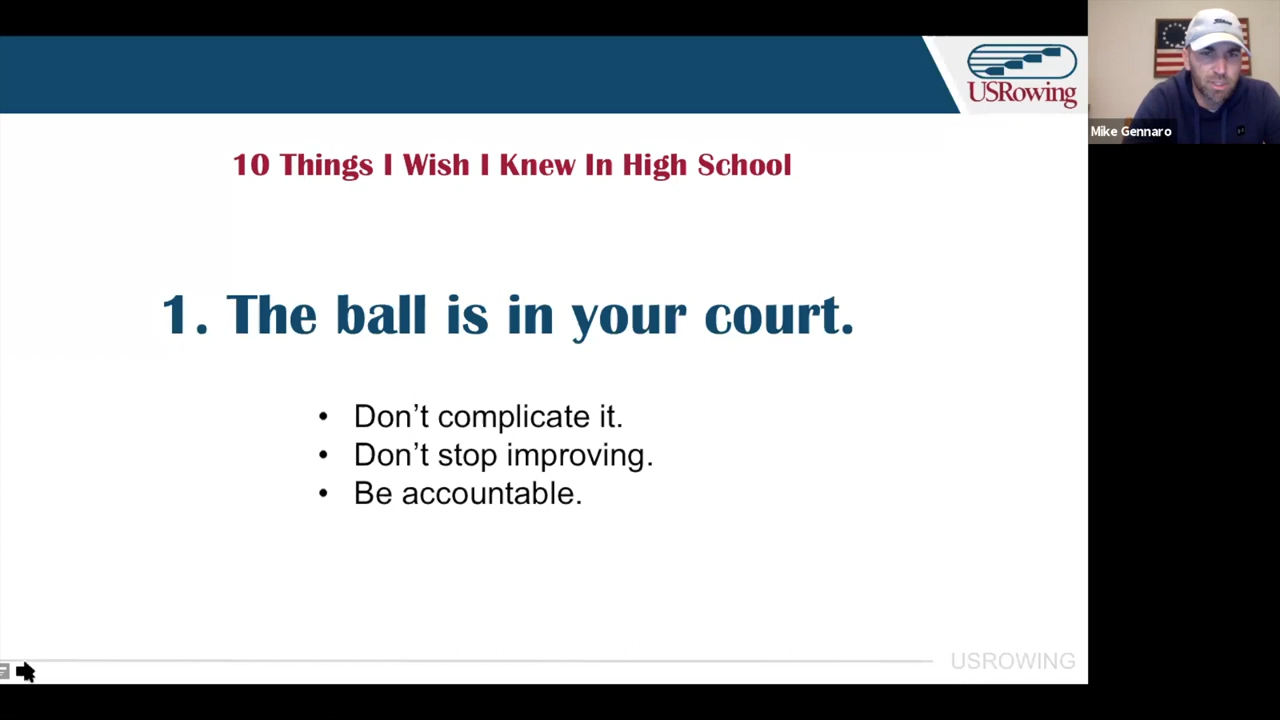 USRowing
Mike Gennaro
10 Things I Wish I Knew In High School
1. The ball is in your court.
• Don’t complicate it.
• Don’t stop improving.
• Be accountable.
USROWING